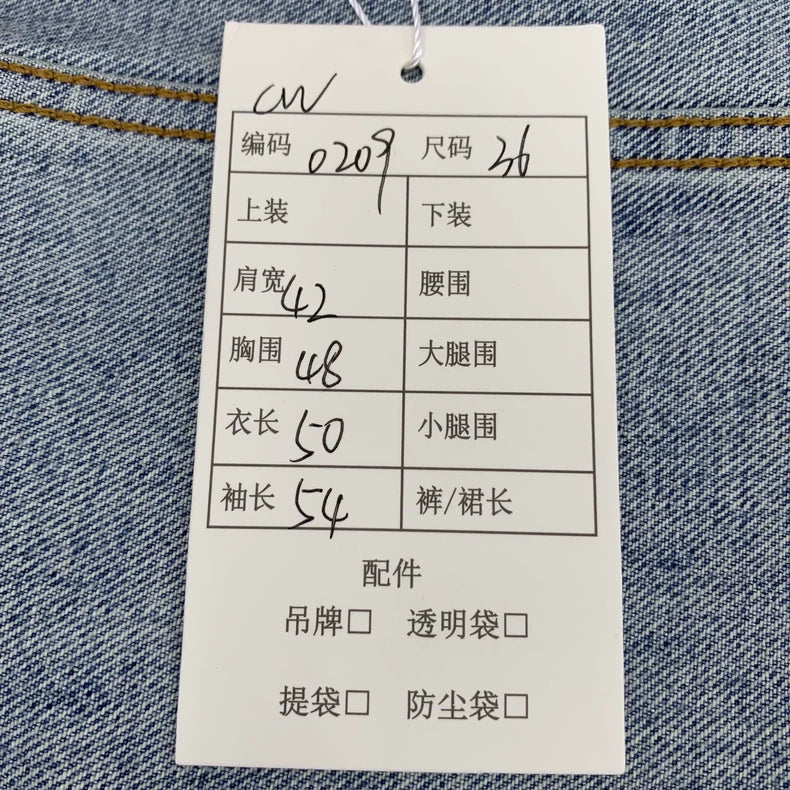 CW
编码 0209 尺码 36
上装 下装
肩宽 42 腰围
胸围 48 大腿围
衣长 50 小腿围
袖长 54 裤/裙长
配件
吊牌□ 透明袋□
提袋□ 防尘袋□